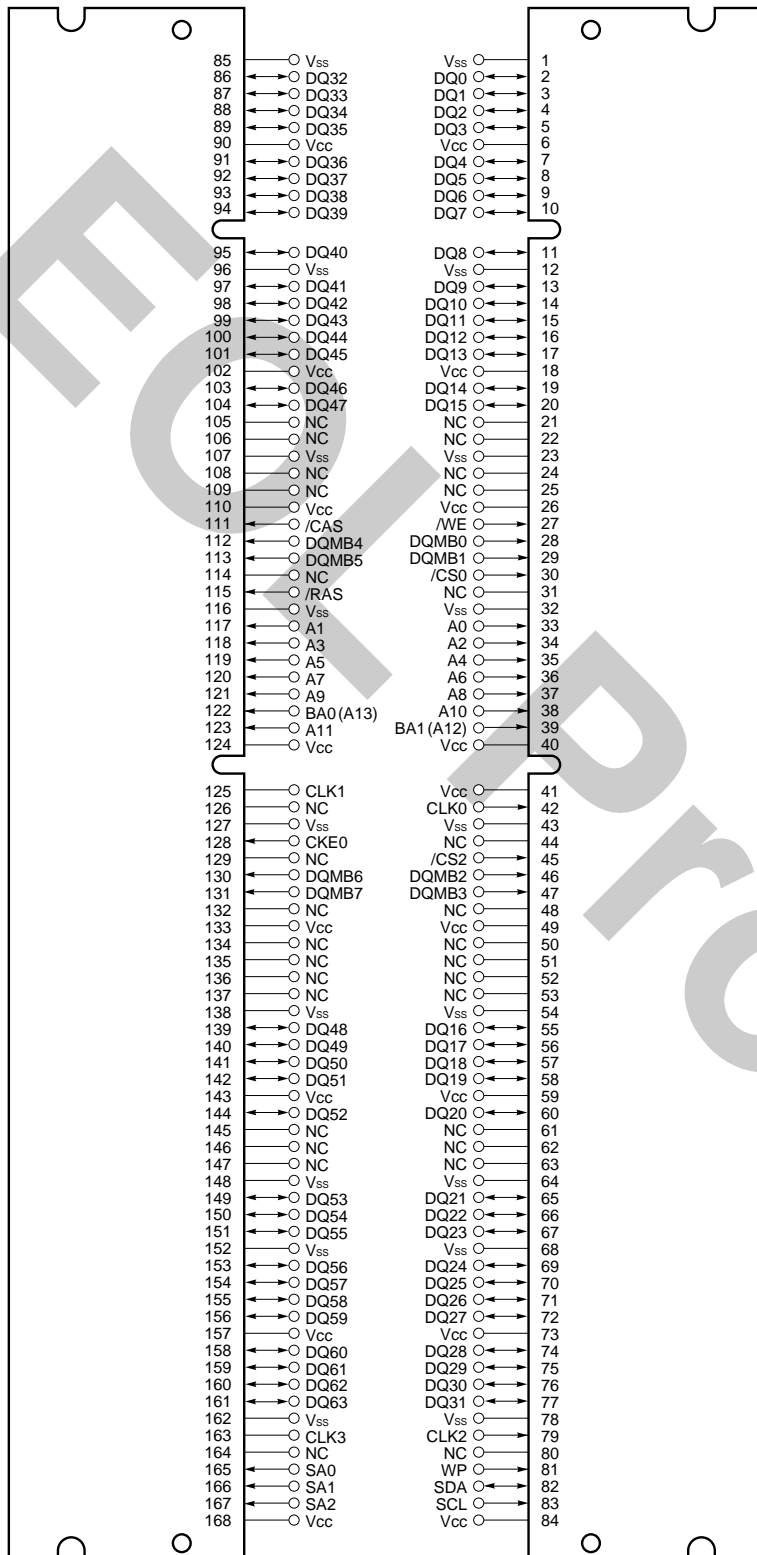 85 Vss Vss 1
86 DQ32 DQ0 2
87 DQ33 DQ1 3
88 DQ34 DQ2 4
89 DQ35 DQ3 5
90 Vcc Vcc 6
91 DQ36 DQ4 7
92 DQ37 DQ5 8
93 DQ38 DQ6 9
94 DQ39 DQ7 10
95 DQ40 DQ8 11
96 Vss Vss 12
97 DQ41 DQ9 13
98 DQ42 DQ10 14
99 DQ43 DQ11 15
100 DQ44 DQ12 16
101 DQ45 DQ13 17
102 Vcc Vcc 18
103 DQ46 DQ14 19
104 DQ47 DQ15 20
105 NC NC 21
106 NC NC 22
107 Vss Vss 23
108 NC NC 24
109 NC NC 25
110 Vcc Vcc 26
111 /CAS /WE 27
112 DQMB4 DQMB0 28
113 DQMB5 DQMB1 29
114 NC /CS0 30
115 /RAS NC 31
116 Vss Vss 32
117 A1 A0 33
118 A3 A2 34
119 A5 A4 35
120 A7 A6 36
121 A9 A8 37
122 BA0 (A13) A10 38
123 A11 BA1 (A12) 39
124 Vcc Vcc 40
125 CLK1 Vcc 41
126 NC CLK0 42
127 Vss Vss 43
128 CKE0 NC 44
129 NC /CS2 45
130 DQMB6 DQMB2 46
131 DQMB7 DQMB3 47
132 NC NC 48
133 Vcc Vcc 49
134 NC NC 50
135 NC NC 51
136 NC NC 52
137 NC NC 53
138 Vss Vss 54
139 DQ48 DQ16 55
140 DQ49 DQ17 56
141 DQ50 DQ18 57
142 DQ51 DQ19 58
143 Vcc Vcc 59
144 DQ52 DQ20 60
145 NC NC 61
146 NC NC 62
147 NC NC 63
148 Vss Vss 64
149 DQ53 DQ21 65
150 DQ54 DQ22 66
151 DQ55 DQ23 67
152 Vss Vss 68
153 DQ56 DQ24 69
154 DQ57 DQ25 70
155 DQ58 DQ26 71
156 DQ59 DQ27 72
157 Vcc Vcc 73
158 DQ60 DQ28 74
159 DQ61 DQ29 75
160 DQ62 DQ30 76
161 DQ63 DQ31 77
162 Vss Vss 78
163 CLK3 CLK2 79
164 NC NC 80
165 SA0 WP 81
166 SA1 SDA 82
167 SA2 SCL 83
168 Vcc Vcc 84
EOL Pro